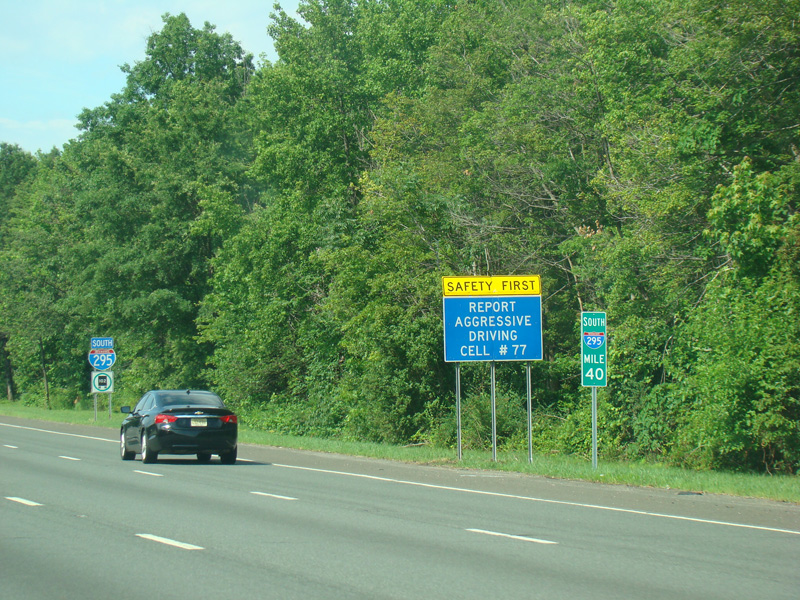 SOUTH
295
SAFETY FIRST
REPORT
AGGRESSIVE
DRIVING
CELL # 77
SOUTH
295
MILE
40